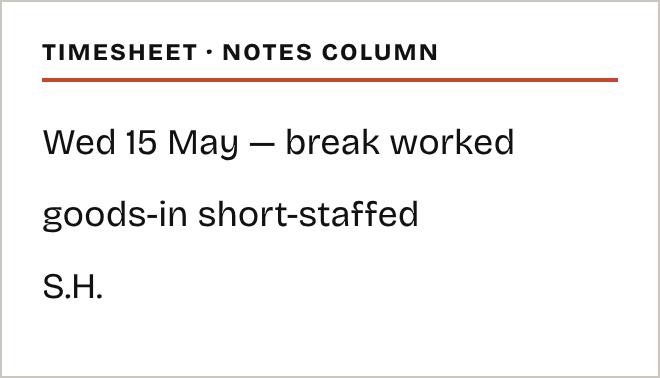 TIMESHEET · NOTES COLUMN
Wed 15 May — break worked
goods-in short-staffed
S.H.